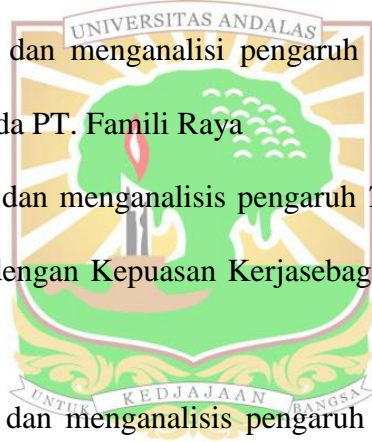 UNIVERSITAS ANDALAS
dan menganalisi pengaruh
da PT. Famili Raya
dan menganalisis pengaruh
dengan Kepuasan Kerjasebag
UNTUK KEDJAJAAN BANGSA
dan menganalisis pengaruh